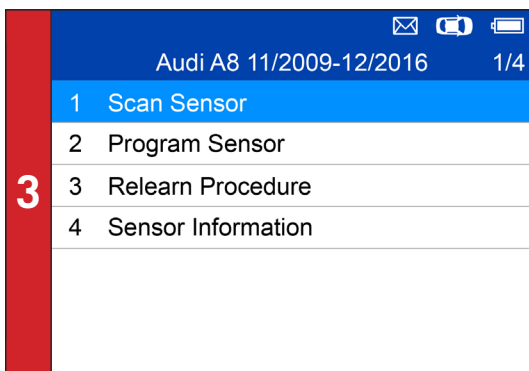 Audi A8 11/2009-12/2016 1/4
1 Scan Sensor
2 Program Sensor
3
3 Relearn Procedure
4 Sensor Information